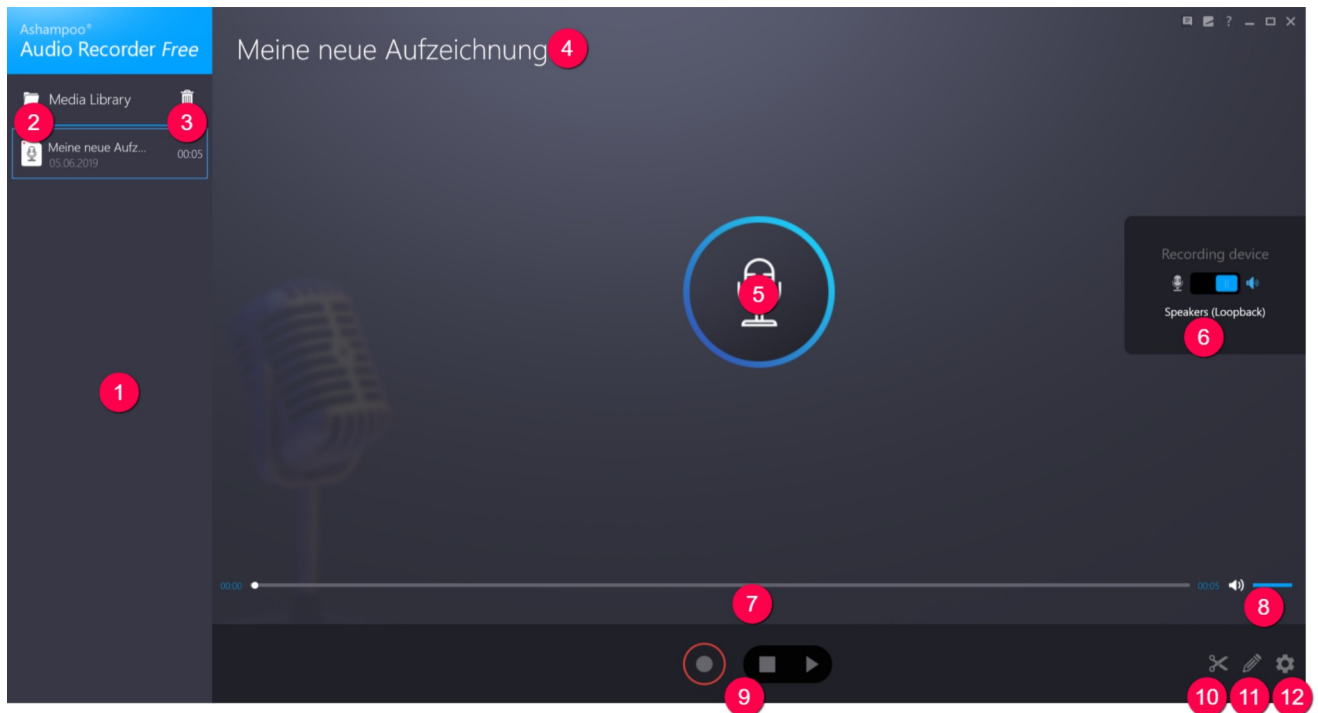 Ashampoo®
Audio Recorder Free
Meine neue Aufzeichnung
4
?
Media Library
2
3
Meine neue Aufz...
05.06.2019
00:05
Recording device
5
Speakers (Loopback)
6
1
00:00
00:05
7
8
9
10
11
12